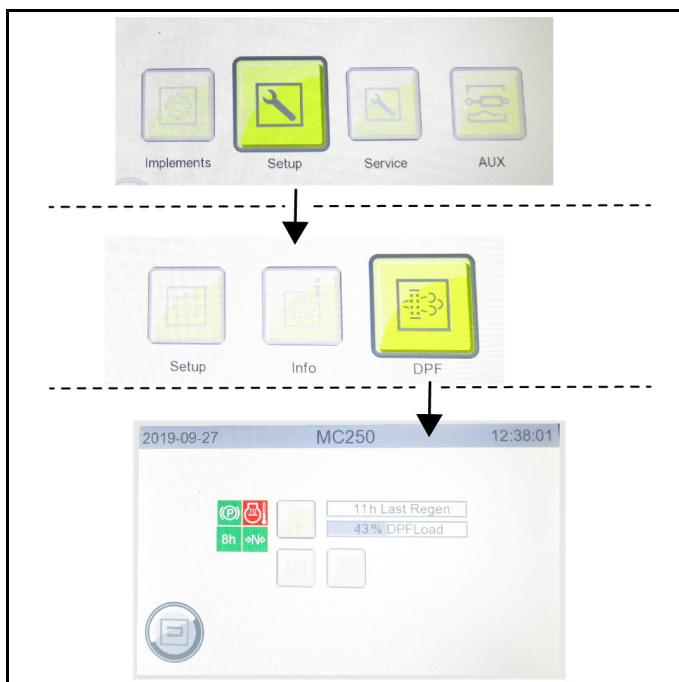 Implements Setup Service AUX
Setup Info DPF
2019-09-27 MC250 12:38:01
(P)
11h Last Regen
8h N 43% DPFLoad